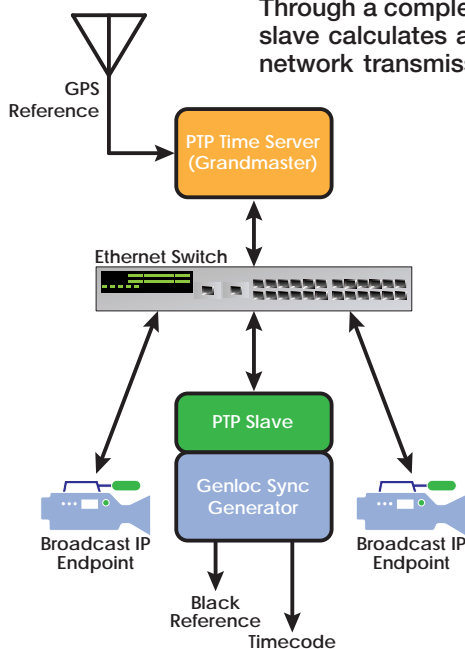 Through a comple
slave calculates a
network transmiss
GPS
Reference
PTP Time Server
(Grandmaster)
Ethernet Switch
PTP Slave
Genloc Sync
Generator
Broadcast IP
Endpoint
Broadcast IP
Endpoint
Black
Reference
Timecode